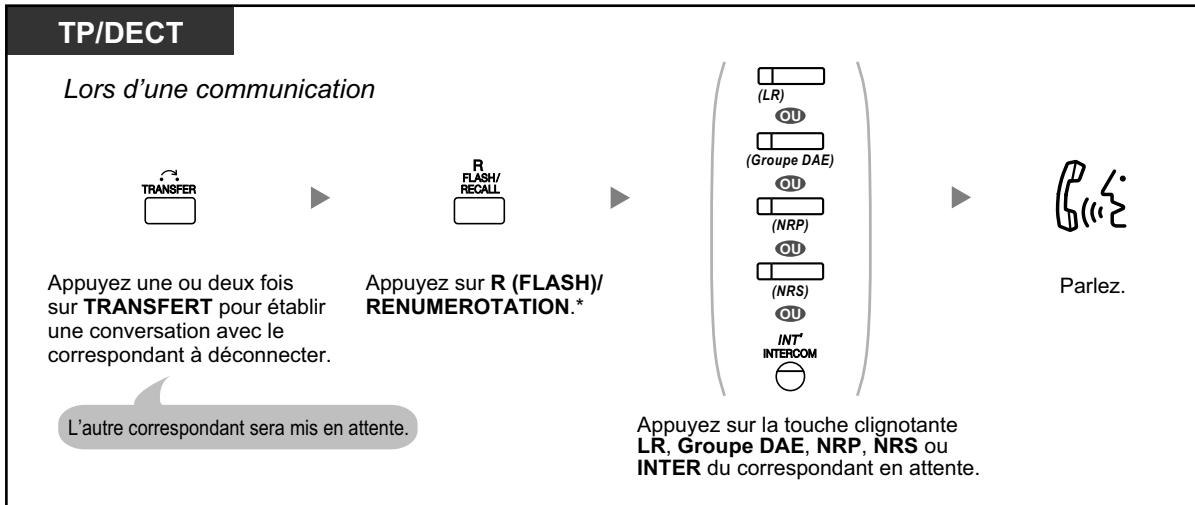 TP/DECT
Lors d'une communication
TRANSFER
Appuyez une ou deux fois
sur TRANSFERT pour établir
une conversation avec le
correspondant à déconnecter.
L'autre correspondant sera mis en attente.
R
FLASH/
RECALL
Appuyez sur R (FLASH)/
RENUMEROTATION.*
(LR)
OU
(Groupe DAE)
OU
(NRP)
OU
(NRS)
OU
INT'
INTERCOM
Appuyez sur la touche clignotante
LR, Groupe DAE, NRP, NRS ou
INTER du correspondant en attente.
Parlez.